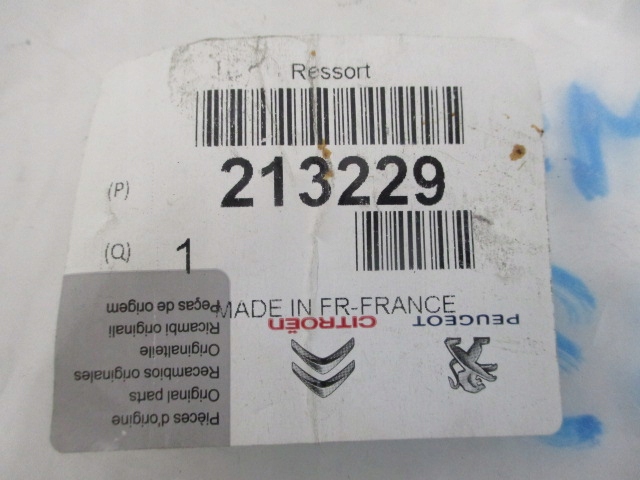 Ressort
(P) 213229
(Q) 1
MADE IN FR-FRANCE
CITROËN PEUGEOT
Pièces d'origine
Original parts
Recambios originales
Originalteile
Ricambi originali
Peças de origem